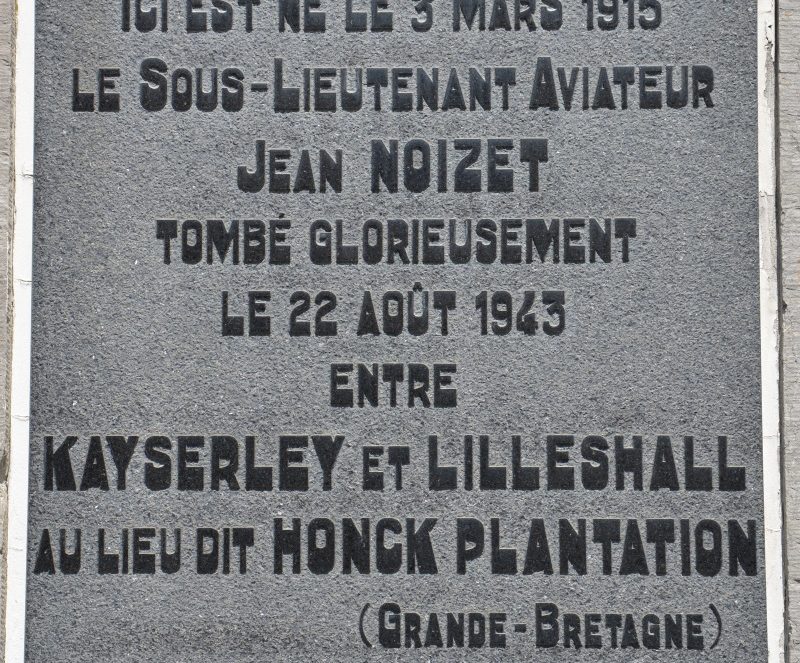 ICI EST NÉ LE 3 MARS 1915
LE SOUS-LIEUTENANT AVIATEUR
JEAN NOIZET
TOMBÉ GLORIEUSEMENT
LE 22 AOÛT 1943
ENTRE
KAYSERLEY ET LILLESHALL
AU LIEU DIT HONCK PLANTATION
(GRANDE-BRETAGNE)